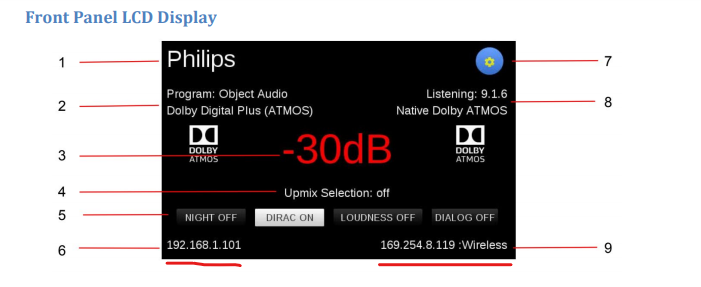 Front Panel LCD Display
1
Philips
7
2
Program: Object Audio
Dolby Digital Plus (ATMOS)
Listening: 9.1.6
Native Dolby ATMOS
8
DOLBY
ATMOS
3
-30dB
DOLBY
ATMOS
4
Upmix Selection: off
5
NIGHT OFF
DIRAC ON
LOUDNESS OFF
DIALOG OFF
6
192.168.1.101
169.254.8.119 :Wireless
9